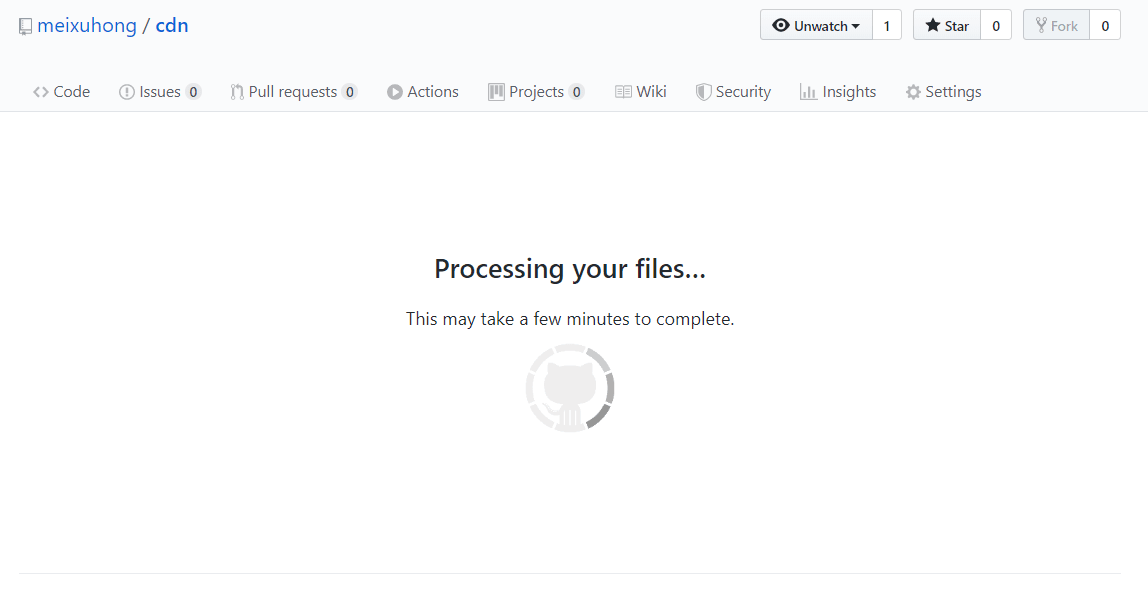 meixuhong / cdn Unwatch 1 Star 0 Fork 0
Code Issues 0 Pull requests 0 Actions Projects 0 Wiki Security Insights Settings
Processing your files…
This may take a few minutes to complete.